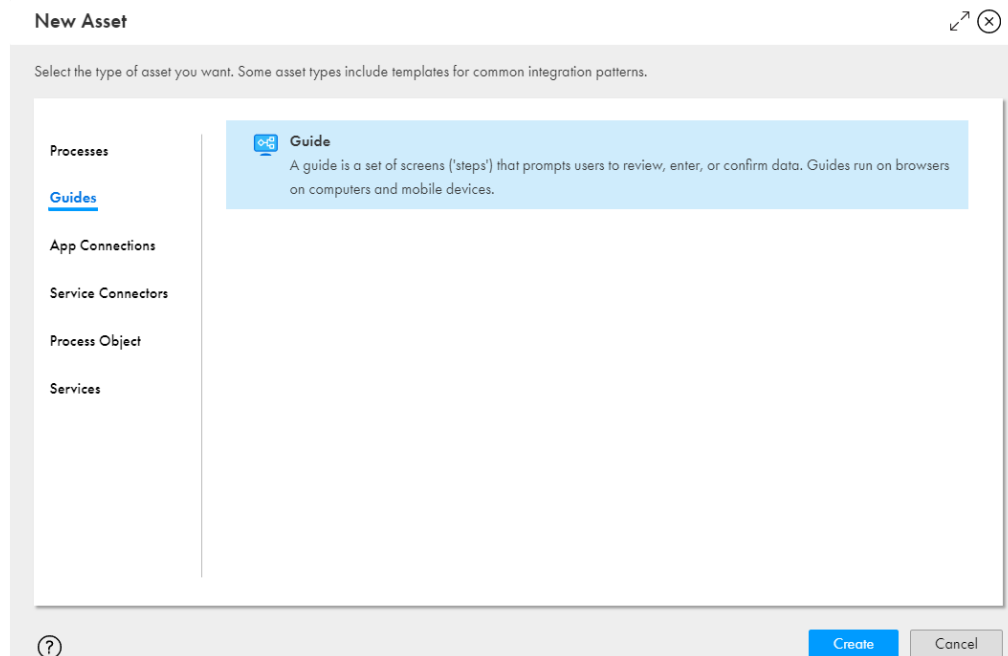 New Asset
Select the type of asset you want. Some asset types include templates for common integration patterns.
Processes
Guides
App Connections
Service Connectors
Process Object
Services
Guide
A guide is a set of screens ('steps') that prompts users to review, enter, or confirm data. Guides run on browsers
on computers and mobile devices.
?
Create
Cancel